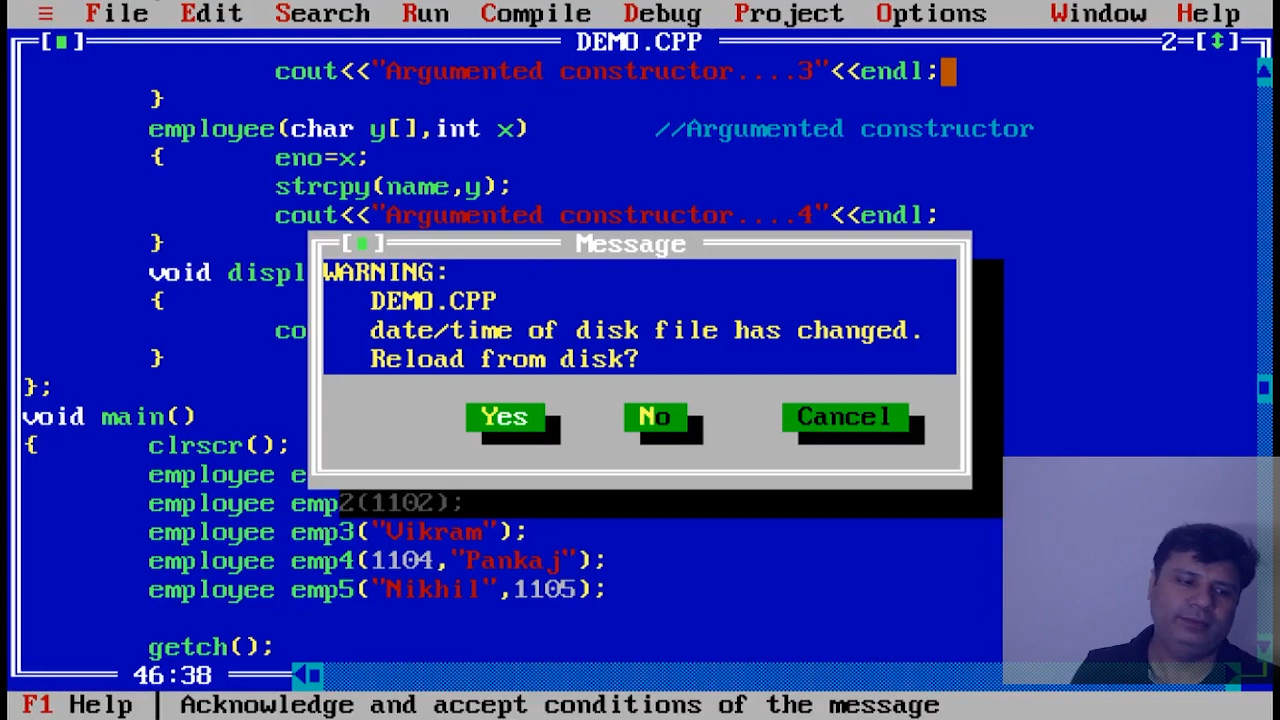 ≡ File Edit Search Run Compile Debug Project Options Window Help
DEMO.CPP 2
cout<<"Argumented constructor....3"<<endl;
}
employee(char y[],int x) //Argumented constructor
{ eno=x;
strcpy(name,y);
cout<<"Argumented constructor....4"<<endl;
}
Message
void displ
WARNING:
{
DEMO.CPP
co
date/time of disk file has changed.
}
Reload from disk?
};
void main()
Yes No Cancel
{ clrscr();
employee e
employee emp2(1102);
employee emp3("Vikram");
employee emp4(1104,"Pankaj");
employee emp5("Nikhil",1105);
getch();
46:38
F1 Help | Acknowledge and accept conditions of the message